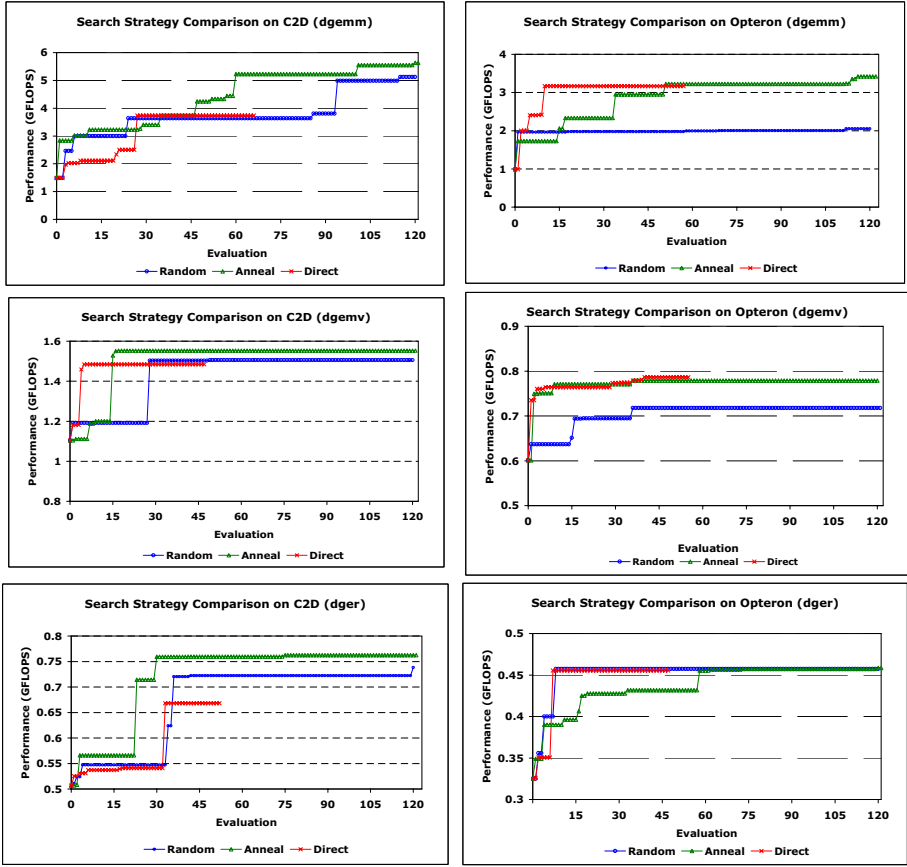 Search Strategy Comparison on C2D (dgemm)
Performance (GFLOPS)
6
5
4
3
2
1
0
0 15 30 45 60 75 90 105 120
Evaluation
Random Anneal Direct
Search Strategy Comparison on Opteron (dgemm)
Performance (GFLOPS)
4
3
2
1
0
0 15 30 45 60 75 90 105 120
Evaluation
Random Anneal Direct
Search Strategy Comparison on C2D (dgemv)
Performance (GFLOPS)
1.6
1.4
1.2
1
0.8
0 15 30 45 60 75 90 105 120
Evaluation
Random Anneal Direct
Search Strategy Comparison on Opteron (dgemv)
Performance (GFLOPS)
0.9
0.8
0.7
0.6
0.5
0 15 30 45 60 75 90 105 120
Evaluation
Random Anneal Direct
Search Strategy Comparison on C2D (dger)
Performance (GFLOPS)
0.8
0.75
0.7
0.65
0.6
0.55
0.5
0 15 30 45 60 75 90 105 120
Evaluation
Random Anneal Direct
Search Strategy Comparison on Opteron (dger)
Performance (GFLOPS)
0.5
0.45
0.4
0.35
0.3
15 30 45 60 75 90 105 120
Evaluation
Random Anneal Direct